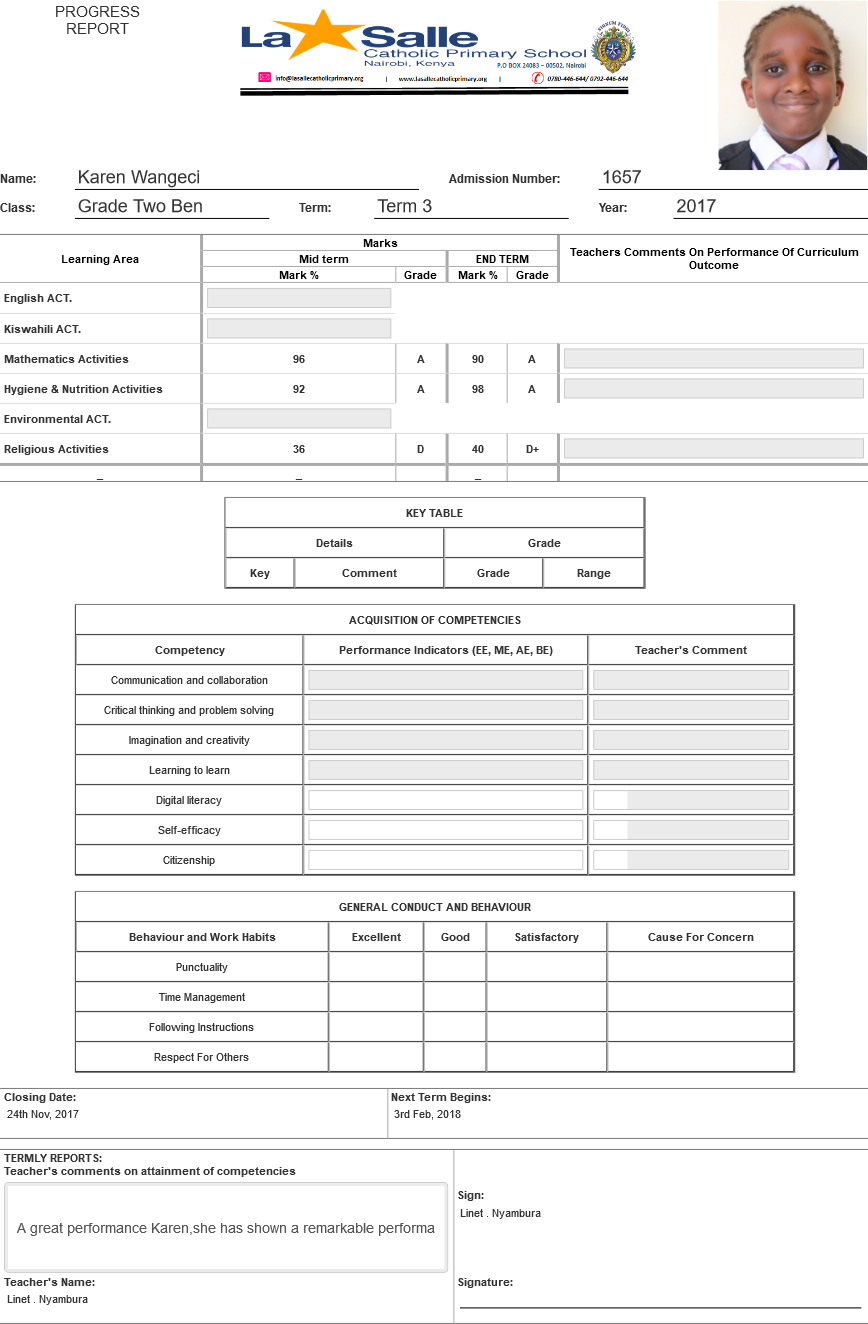 PROGRESS
REPORT
La Salle
Catholic Primary School
Nairobi, Kenya
P.O BOX 24083 – 00502, Nairobi
info@lasallecatholicprimary.org | www.lasallecatholicprimary.org | 0780-446-644/ 0792-446-644
Name: Karen Wangeci Admission Number: 1657
Class: Grade Two Ben Term: Term 3 Year: 2017
Learning Area Marks Teachers Comments On Performance Of Curriculum Outcome
Mid term END TERM
Mark % Grade Mark % Grade
English ACT.
Kiswahili ACT.
Mathematics Activities 96 A 90 A
Hygiene & Nutrition Activities 92 A 98 A
Environmental ACT.
Religious Activities 36 D 40 D+
_ _ _
KEY TABLE
Details Grade
Key Comment Grade Range
ACQUISITION OF COMPETENCIES
Competency Performance Indicators (EE, ME, AE, BE) Teacher's Comment
Communication and collaboration
Critical thinking and problem solving
Imagination and creativity
Learning to learn
Digital literacy
Self-efficacy
Citizenship
GENERAL CONDUCT AND BEHAVIOUR
Behaviour and Work Habits Excellent Good Satisfactory Cause For Concern
Punctuality
Time Management
Following Instructions
Respect For Others
Closing Date: Next Term Begins:
24th Nov, 2017 3rd Feb, 2018
TERMLY REPORTS:
Teacher's comments on attainment of competencies
A great performance Karen,she has shown a remarkable performa
Sign:
Linet . Nyambura
Teacher's Name: Signature:
Linet . Nyambura